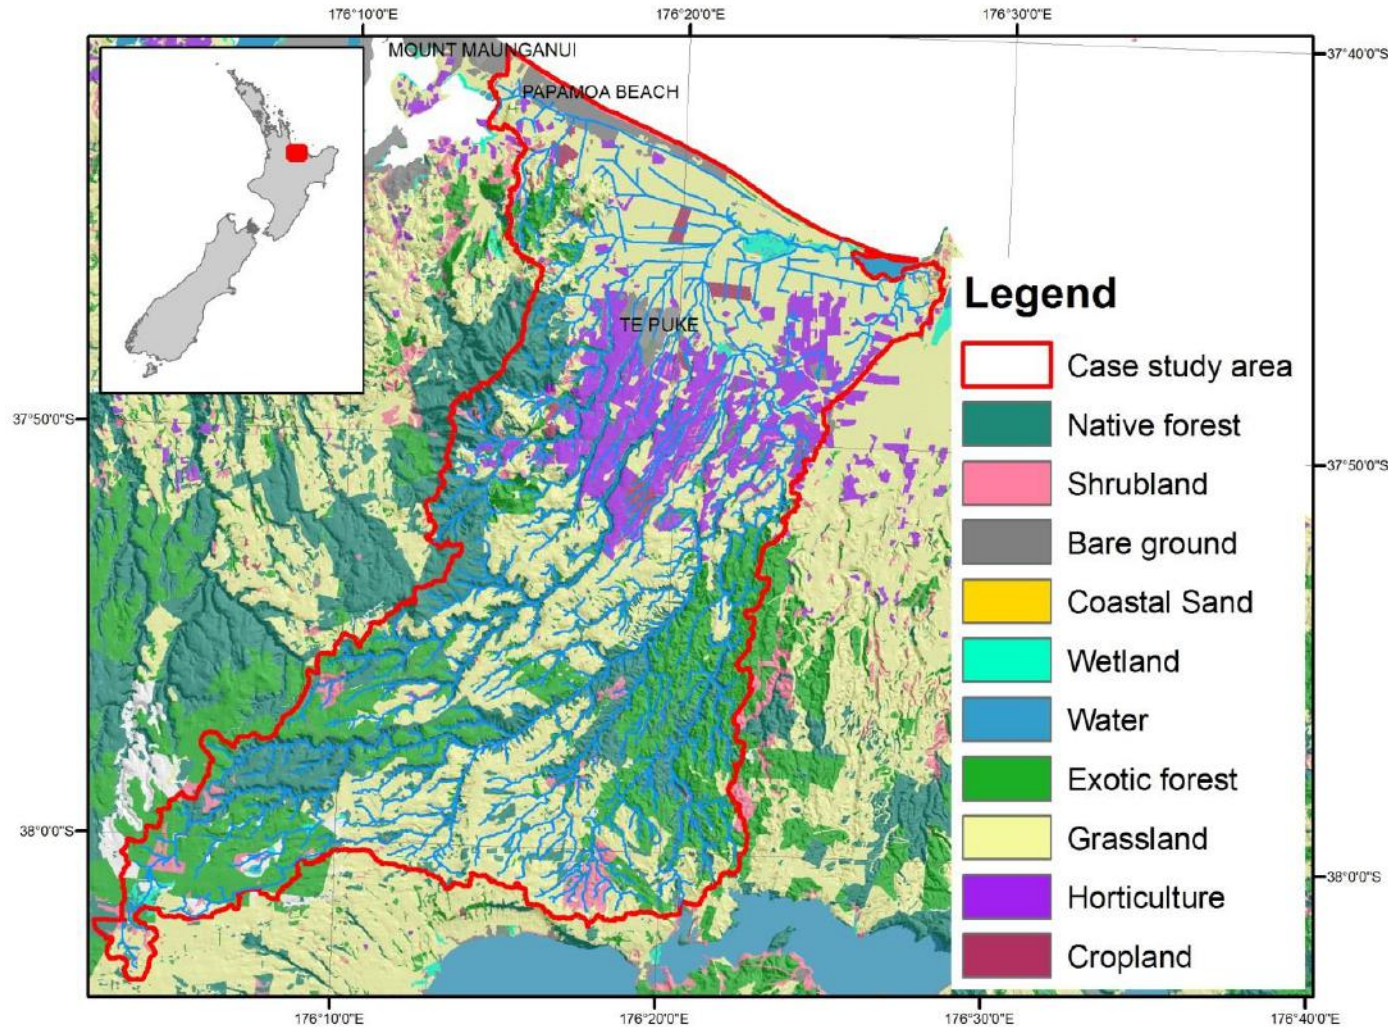 176°10'0"E
176°20'0"E
176°30'0"E
MOUNT MAUNGANUI
37°40'0"S
PAPAMOA BEACH
TE PUKE
Legend
Case study area
37°50'0"S
Native forest
37°50'0"S
Shrubland
Bare ground
Coastal Sand
Wetland
Water
Exotic forest
38°0'0"S
Grassland
38°0'0"S
Horticulture
Cropland
176°10'0"E
176°20'0"E
176°30'0"E
176°40'0"E